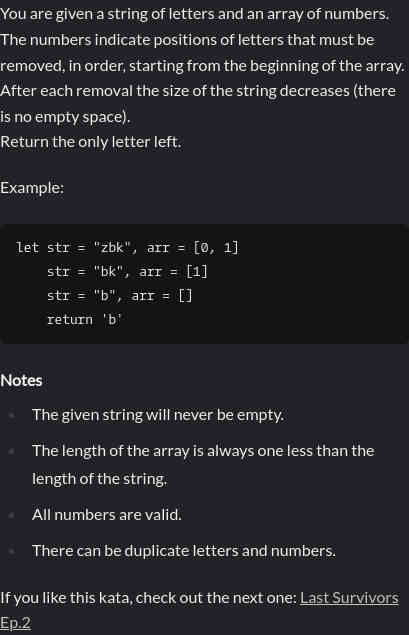 You are given a string of letters and an array of numbers.
The numbers indicate positions of letters that must be
removed, in order, starting from the beginning of the array.
After each removal the size of the string decreases (there
is no empty space).
Return the only letter left.
Example:
let str = "zbk", arr = [0, 1]
    str = "bk", arr = [1]
    str = "b", arr = []
    return 'b'
Notes
The given string will never be empty.
The length of the array is always one less than the
length of the string.
All numbers are valid.
There can be duplicate letters and numbers.
If you like this kata, check out the next one: Last Survivors
Ep.2